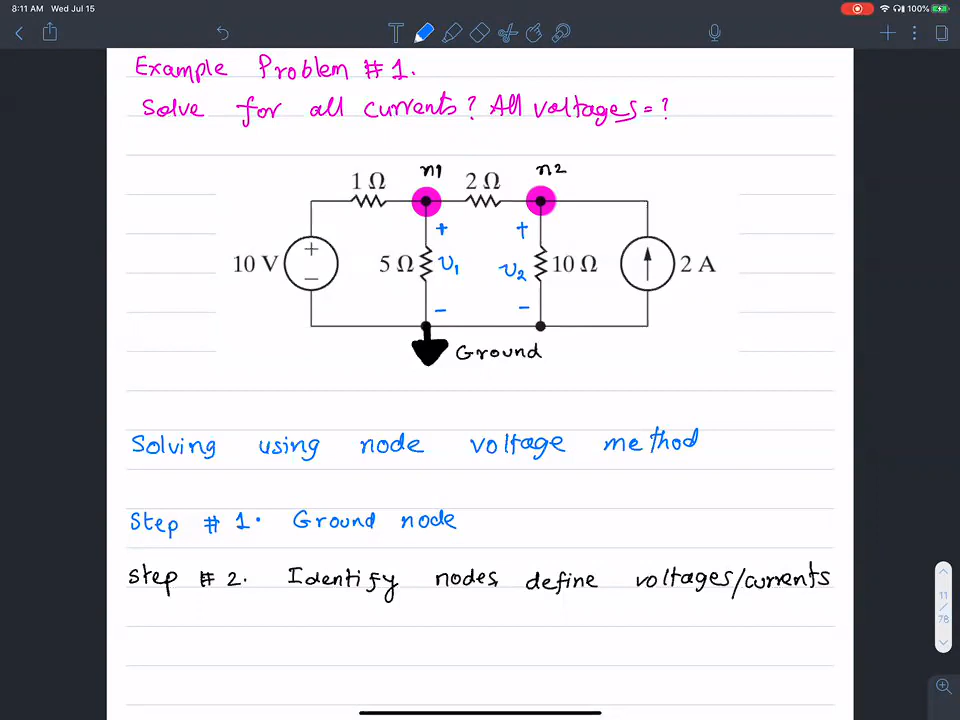 8:11 AM Wed Jul 15
100%
Example Problem # 1.
Solve for all currents? All voltages = ?
1 Ω n1 2 Ω n2
+ +
10 V + − 5 Ω v1 v2 10 Ω 2 A
− −
Ground
Solving using node voltage method
Step # 1. Ground node
Step # 2. Identify nodes, define voltages/currents
11
/
78